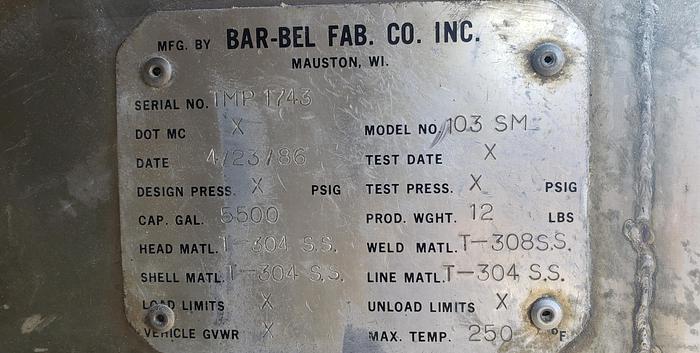 MFG. BY BAR-BEL FAB. CO. INC.
MAUSTON, WI.
SERIAL NO. TMP 1743
DOT MC X MODEL NO. 103 SM
DATE 4/23/86 TEST DATE X
DESIGN PRESS. X PSIG TEST PRESS. X PSIG
CAP. GAL. 5500 PROD. WGHT. 12 LBS
HEAD MATL. T-304 S.S. WELD MATL. T-308 S.S.
SHELL MATL. T-304 S.S. LINE MATL. T-304 S.S.
LOAD LIMITS X UNLOAD LIMITS X
VEHICLE GVWR X MAX. TEMP. 250 °F